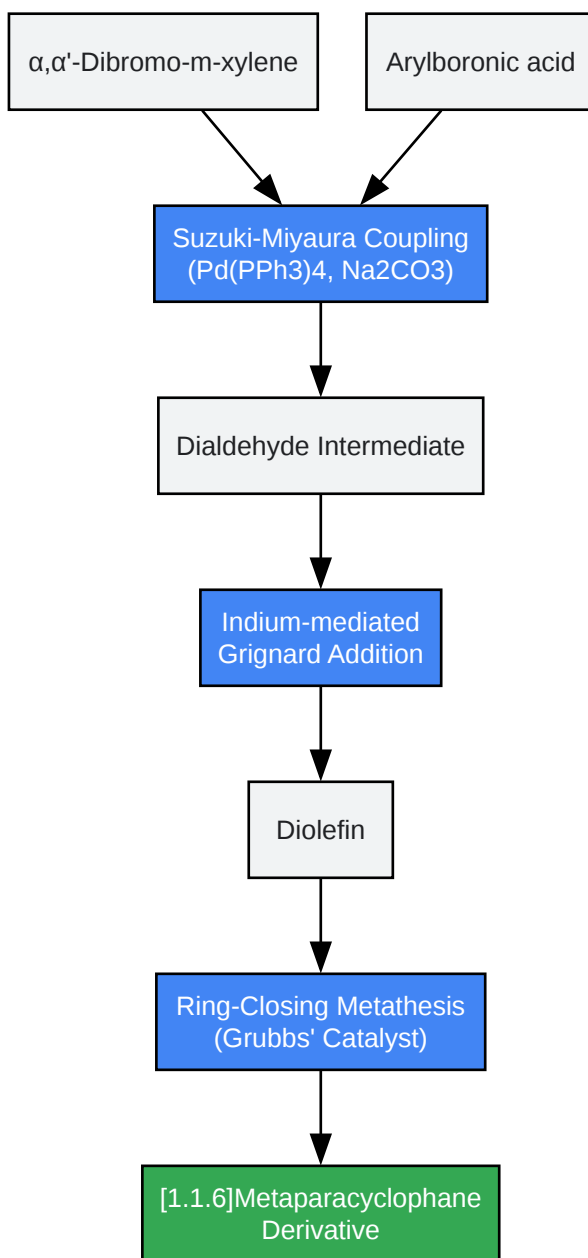 α,α'-Dibromo-m-xylene
Arylboronic acid
Suzuki-Miyaura Coupling
(Pd(PPh3)4, Na2CO3)
Dialdehyde Intermediate
Indium-mediated
Grignard Addition
Diolefin
Ring-Closing Metathesis
(Grubbs' Catalyst)
[1.1.6]Metaparacyclophane
Derivative